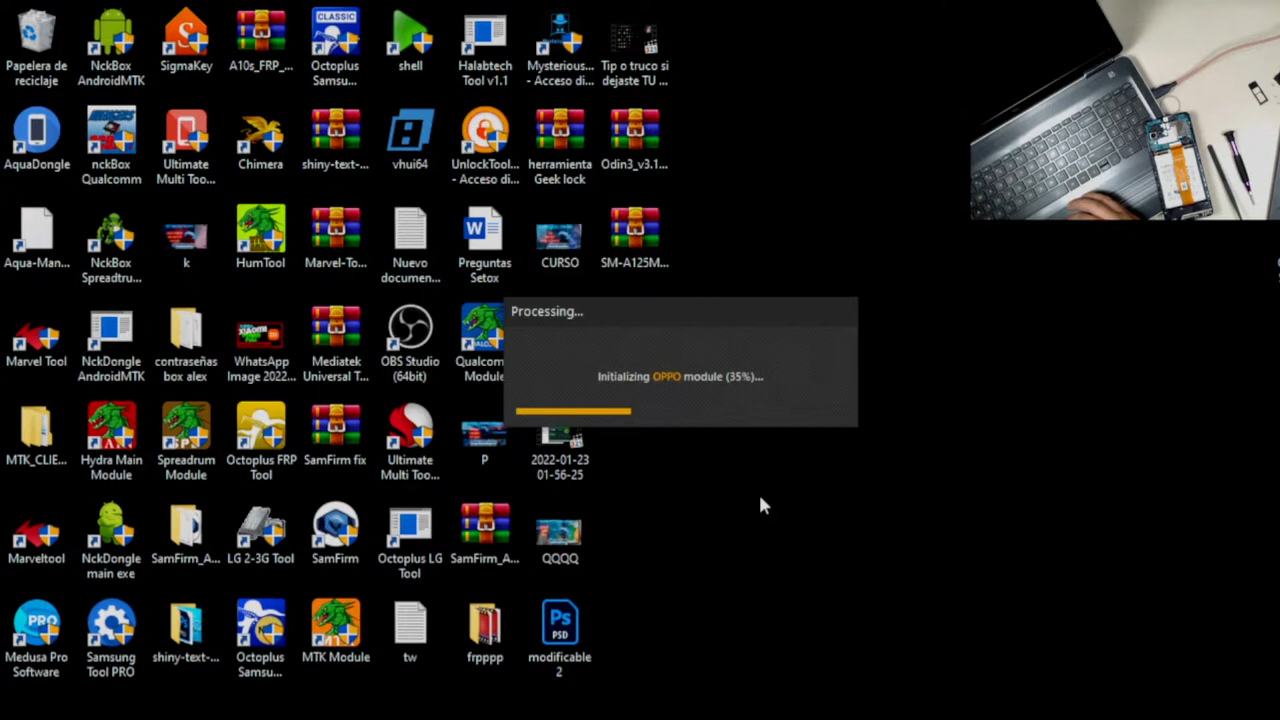 Papelera de
reciclaje
NckBox
AndroidMTK
SigmaKey
A10s_FRP_...
CLASSIC
Octoplus
Samsu...
shell
Halabtech
Tool v1.1
Mysterious...
- Acceso di...
Tip o truco si
dejaste TU ...
AquaDongle
nckBox
Qualcomm
Ultimate
Multi Too...
Chimera
shiny-text-...
vhui64
UnlockTool...
- Acceso di...
herramienta
Geek lock
Odin3_v3.1...
Aqua-Man...
NckBox
Spreadtru...
k
HumTool
Marvel-To...
Nuevo
documen...
Preguntas
Setox
CURSO
SM-A125M...
Marvel Tool
NckDongle
AndroidMTK
contraseñas
box alex
WhatsApp
Image 2022...
Mediatek
Universal T...
OBS Studio
(64bit)
Qualcom
Module
Processing...
Initializing OPPO module (35%)...
MTK_CLIE...
Hydra Main
Module
Spreadrum
Module
Octoplus FRP
Tool
SamFirm fix
Ultimate
Multi Too...
P
2022-01-23
01-56-25
Marveltool
NckDongle
main exe
SamFirm_A...
LG 2-3G Tool
SamFirm
Octoplus LG
Tool
SamFirm_A...
QQQQ
PRO
Medusa Pro
Software
Samsung
Tool PRO
shiny-text-...
Octoplus
Samsu...
MTK Module
tw
frpppp
Ps
PSD
modificable
2